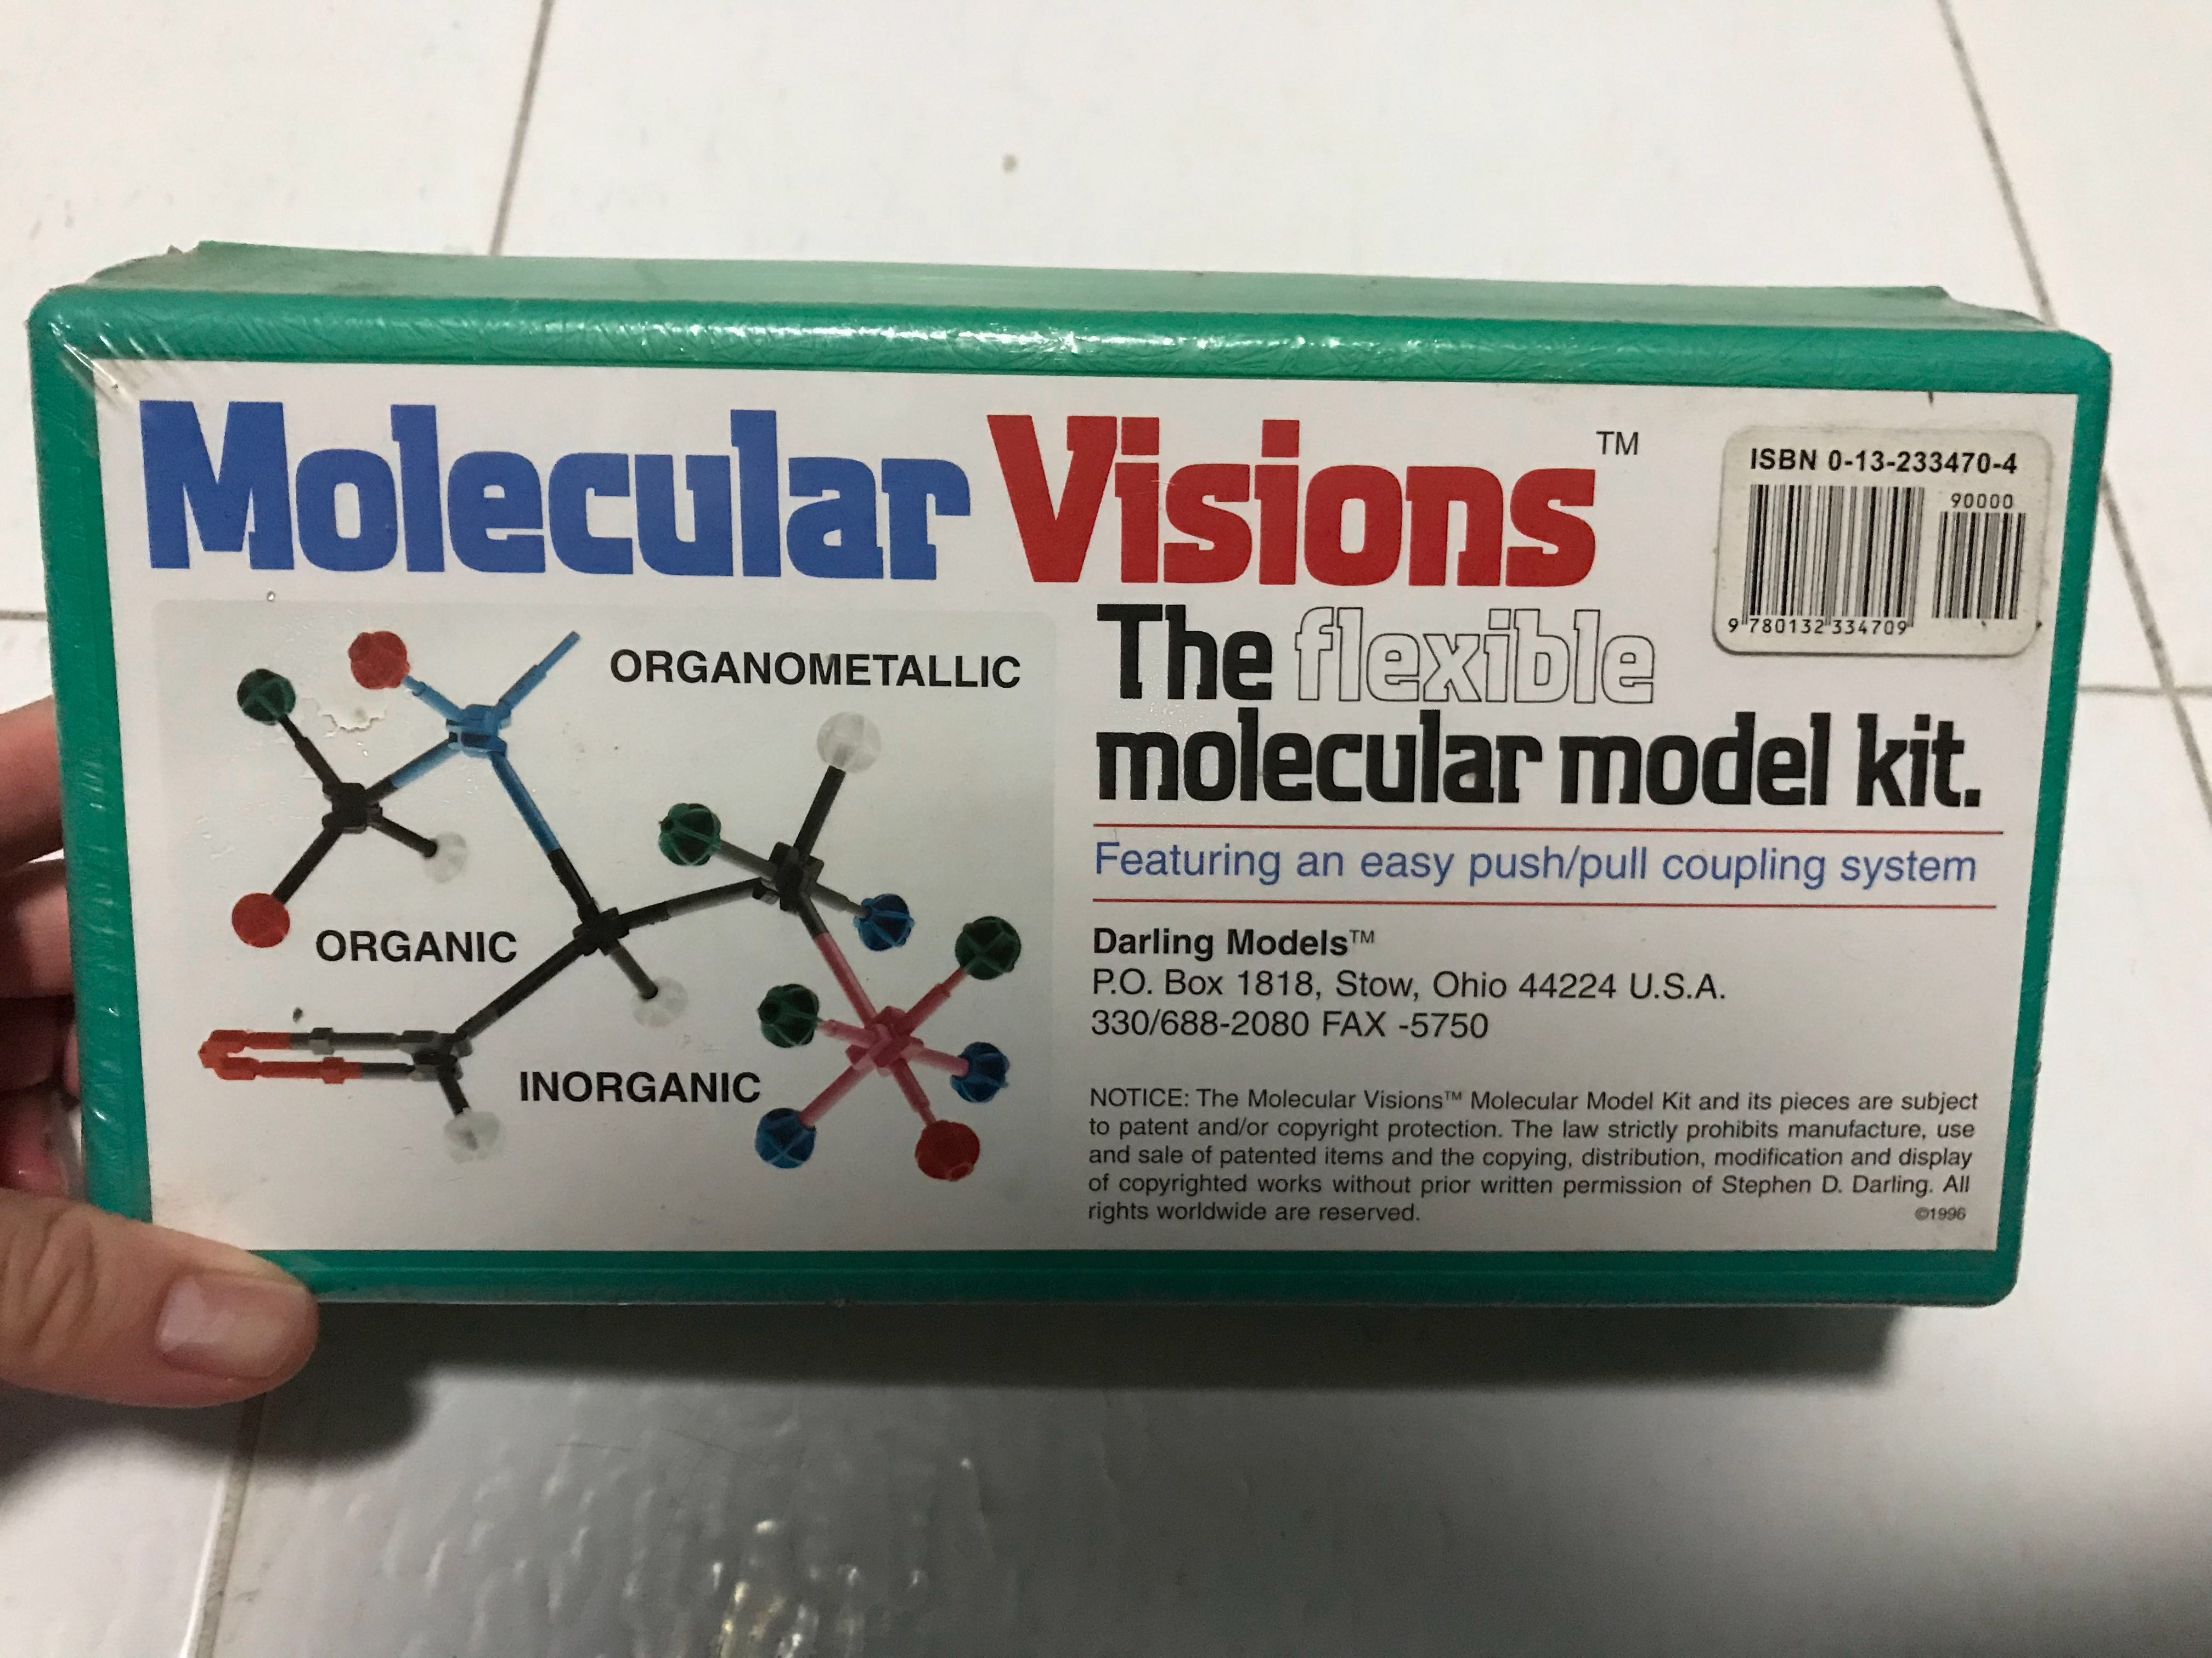 Molecular Visions™
ISBN 0-13-233470-4
90000
9 780132 334709
The flexible
molecular model kit.
Featuring an easy push/pull coupling system
Darling Models™
P.O. Box 1818, Stow, Ohio 44224 U.S.A.
330/688-2080 FAX -5750
NOTICE: The Molecular Visions™ Molecular Model Kit and its pieces are subject
to patent and/or copyright protection. The law strictly prohibits manufacture, use
and sale of patented items and the copying, distribution, modification and display
of copyrighted works without prior written permission of Stephen D. Darling. All
rights worldwide are reserved.
©1996
ORGANOMETALLIC
ORGANIC
INORGANIC